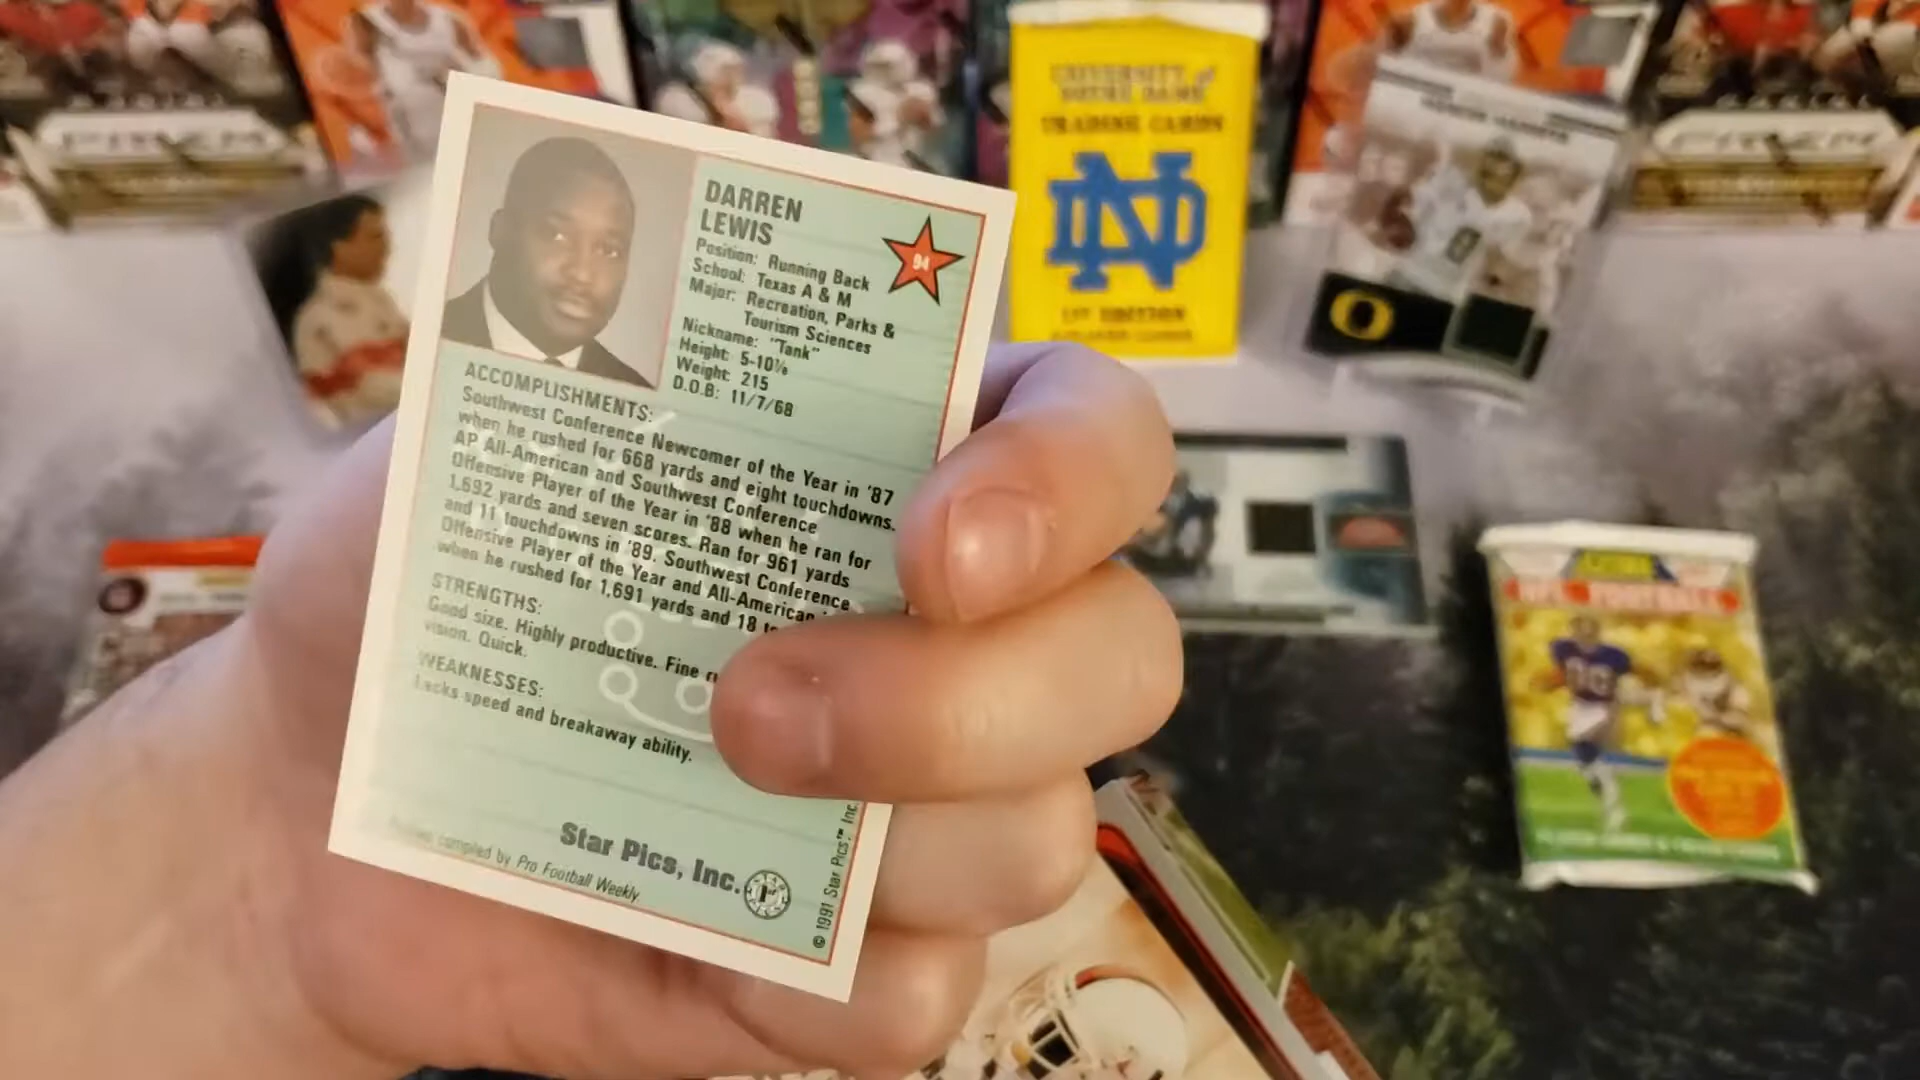 DARREN
LEWIS
94
Position: Running Back
School: Texas A & M
Major: Recreation, Parks &
Tourism Sciences
Nickname: "Tank"
Height: 5-10⅞
Weight: 215
D.O.B: 11/7/68
ACCOMPLISHMENTS:
Southwest Conference Newcomer of the Year in '87
when he rushed for 668 yards and eight touchdowns.
AP All-American and Southwest Conference
Offensive Player of the Year in '88 when he ran for
1,692 yards and seven scores. Ran for 961 yards
and 11 touchdowns in '89. Southwest Conference
Offensive Player of the Year and All-American
when he rushed for 1,691 yards and 18
STRENGTHS:
Good size. Highly productive. Fine
vision. Quick.
WEAKNESSES:
Lacks speed and breakaway ability.
Star Pics, Inc.
compiled by Pro Football Weekly
© 1991 Star Pics™ Inc.
UNIVERSITY of
NOTRE DAME
TRADING CARDS
ND
1ST EDITION
O
SCORE
NFL FOOTBALL